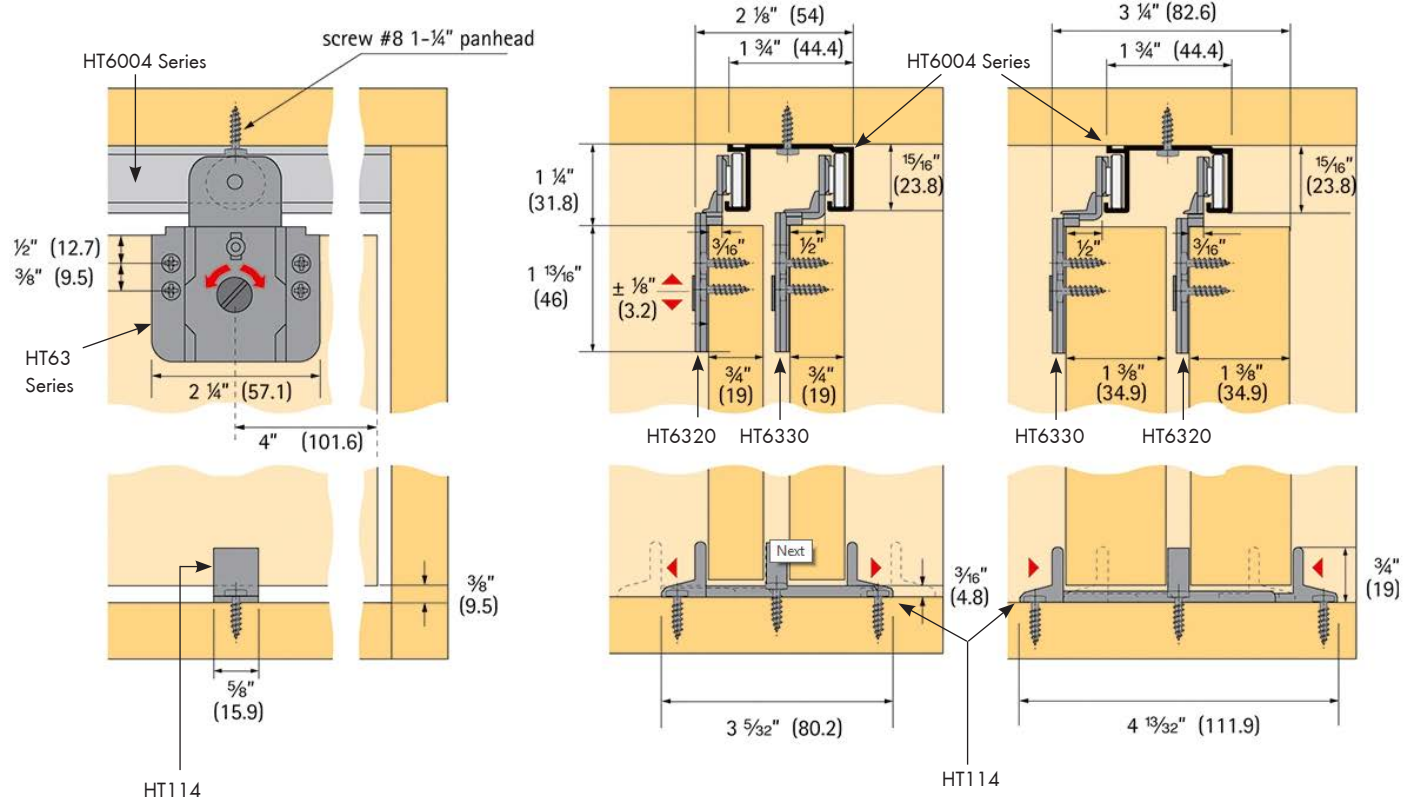 screw #8 1-¼" panhead
HT6004 Series
½" (12.7)
⅜" (9.5)
HT63
Series
2 ¼" (57.1)
4" (101.6)
⅜"
(9.5)
⅝"
(15.9)
HT114
2 ⅛" (54)
1 ¾" (44.4)
HT6004 Series
1 ¼"
(31.8)
15/16"
(23.8)
3/16"
½"
1 13/16"
(46)
± ⅛"
(3.2)
¾"
(19)
¾"
(19)
HT6320
HT6330
Next
3/16"
(4.8)
3 5/32" (80.2)
3 ¼" (82.6)
1 ¾" (44.4)
15/16"
(23.8)
½"
3/16"
1 ⅜"
(34.9)
1 ⅜"
(34.9)
HT6330
HT6320
¾"
(19)
4 13/32" (111.9)
HT114